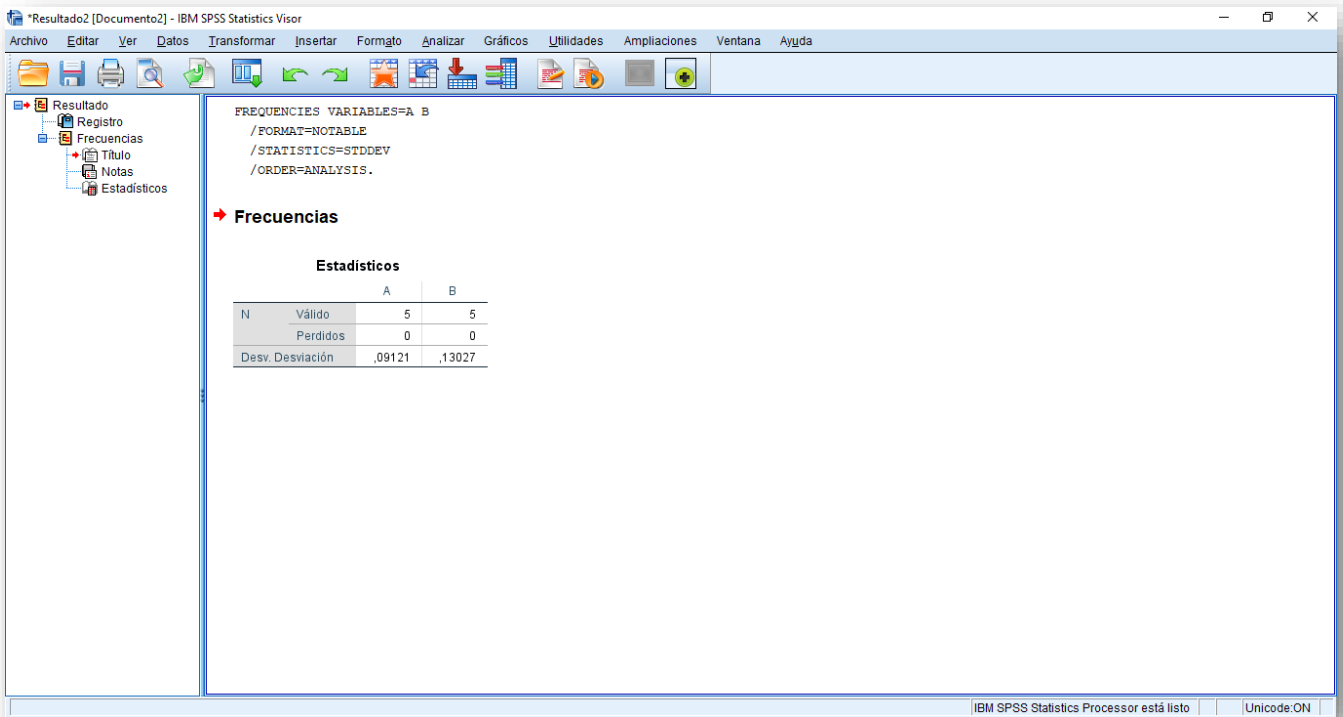 *Resultado2 [Documento2] - IBM SPSS Statistics Visor
Archivo Editar Ver Datos Transformar Insertar Formato Analizar Gráficos Utilidades Ampliaciones Ventana Ayuda
Resultado
Registro
Frecuencias
Título
Notas
Estadísticos
FREQUENCIES VARIABLES=A B
/FORMAT=NOTABLE
/STATISTICS=STDDEV
/ORDER=ANALYSIS.
Frecuencias
Estadísticos
A B
N Válido 5 5
Perdidos 0 0
Desv. Desviación ,09121 ,13027
IBM SPSS Statistics Processor está listo Unicode:ON